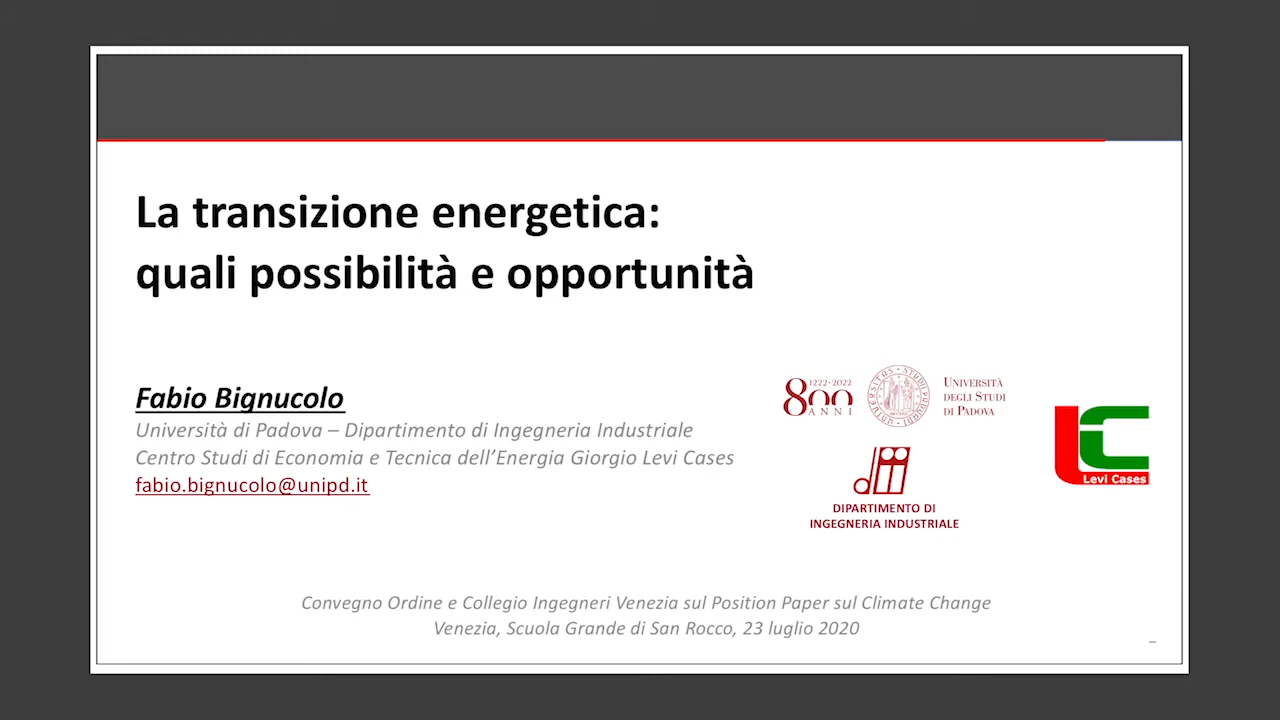 La transizione energetica:
quali possibilità e opportunità
Fabio Bignucolo
Università di Padova – Dipartimento di Ingegneria Industriale
Centro Studi di Economia e Tecnica dell'Energia Giorgio Levi Cases
fabio.bignucolo@unipd.it
1222·2022
800
ANNI
UNIVERSITÀ
DEGLI STUDI
DI PADOVA
DIPARTIMENTO DI
INGEGNERIA INDUSTRIALE
LC
Levi Cases
Convegno Ordine e Collegio Ingegneri Venezia sul Position Paper sul Climate Change
Venezia, Scuola Grande di San Rocco, 23 luglio 2020